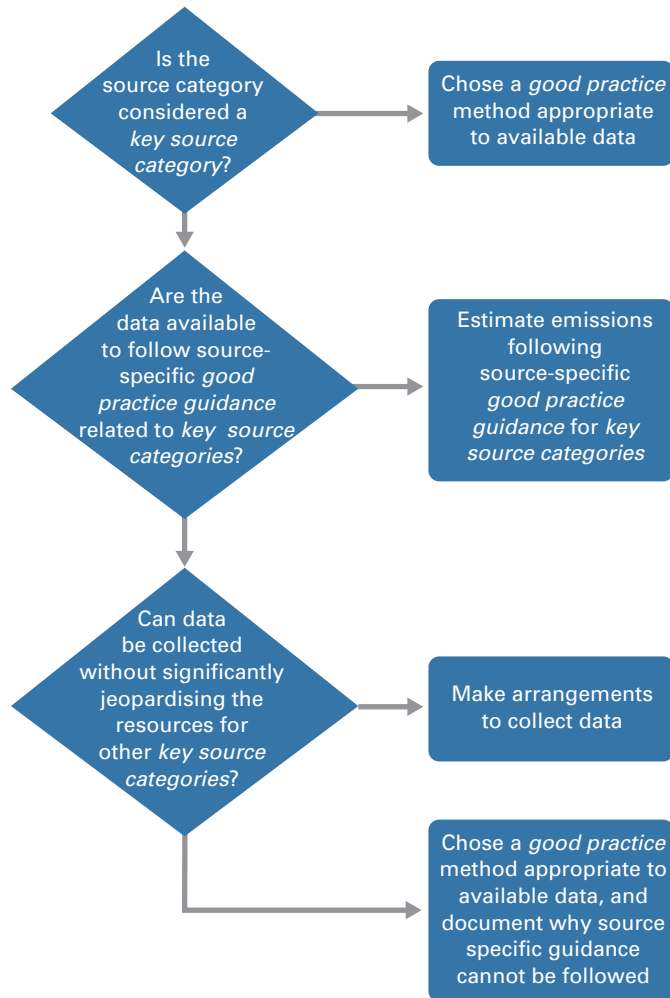 Is the
source category
considered a
key source
category?
Chose a good practice
method appropriate
to available data
Are the
data available
to follow source-
specific good
practice guidance
related to key source
categories?
Estimate emissions
following
source-specific
good practice
guidance for key
source categories
Can data
be collected
without significantly
jeopardising the
resources for
other key source
categories?
Make arrangements
to collect data
Chose a good practice
method appropriate to
available data, and
document why source
specific guidance
cannot be followed